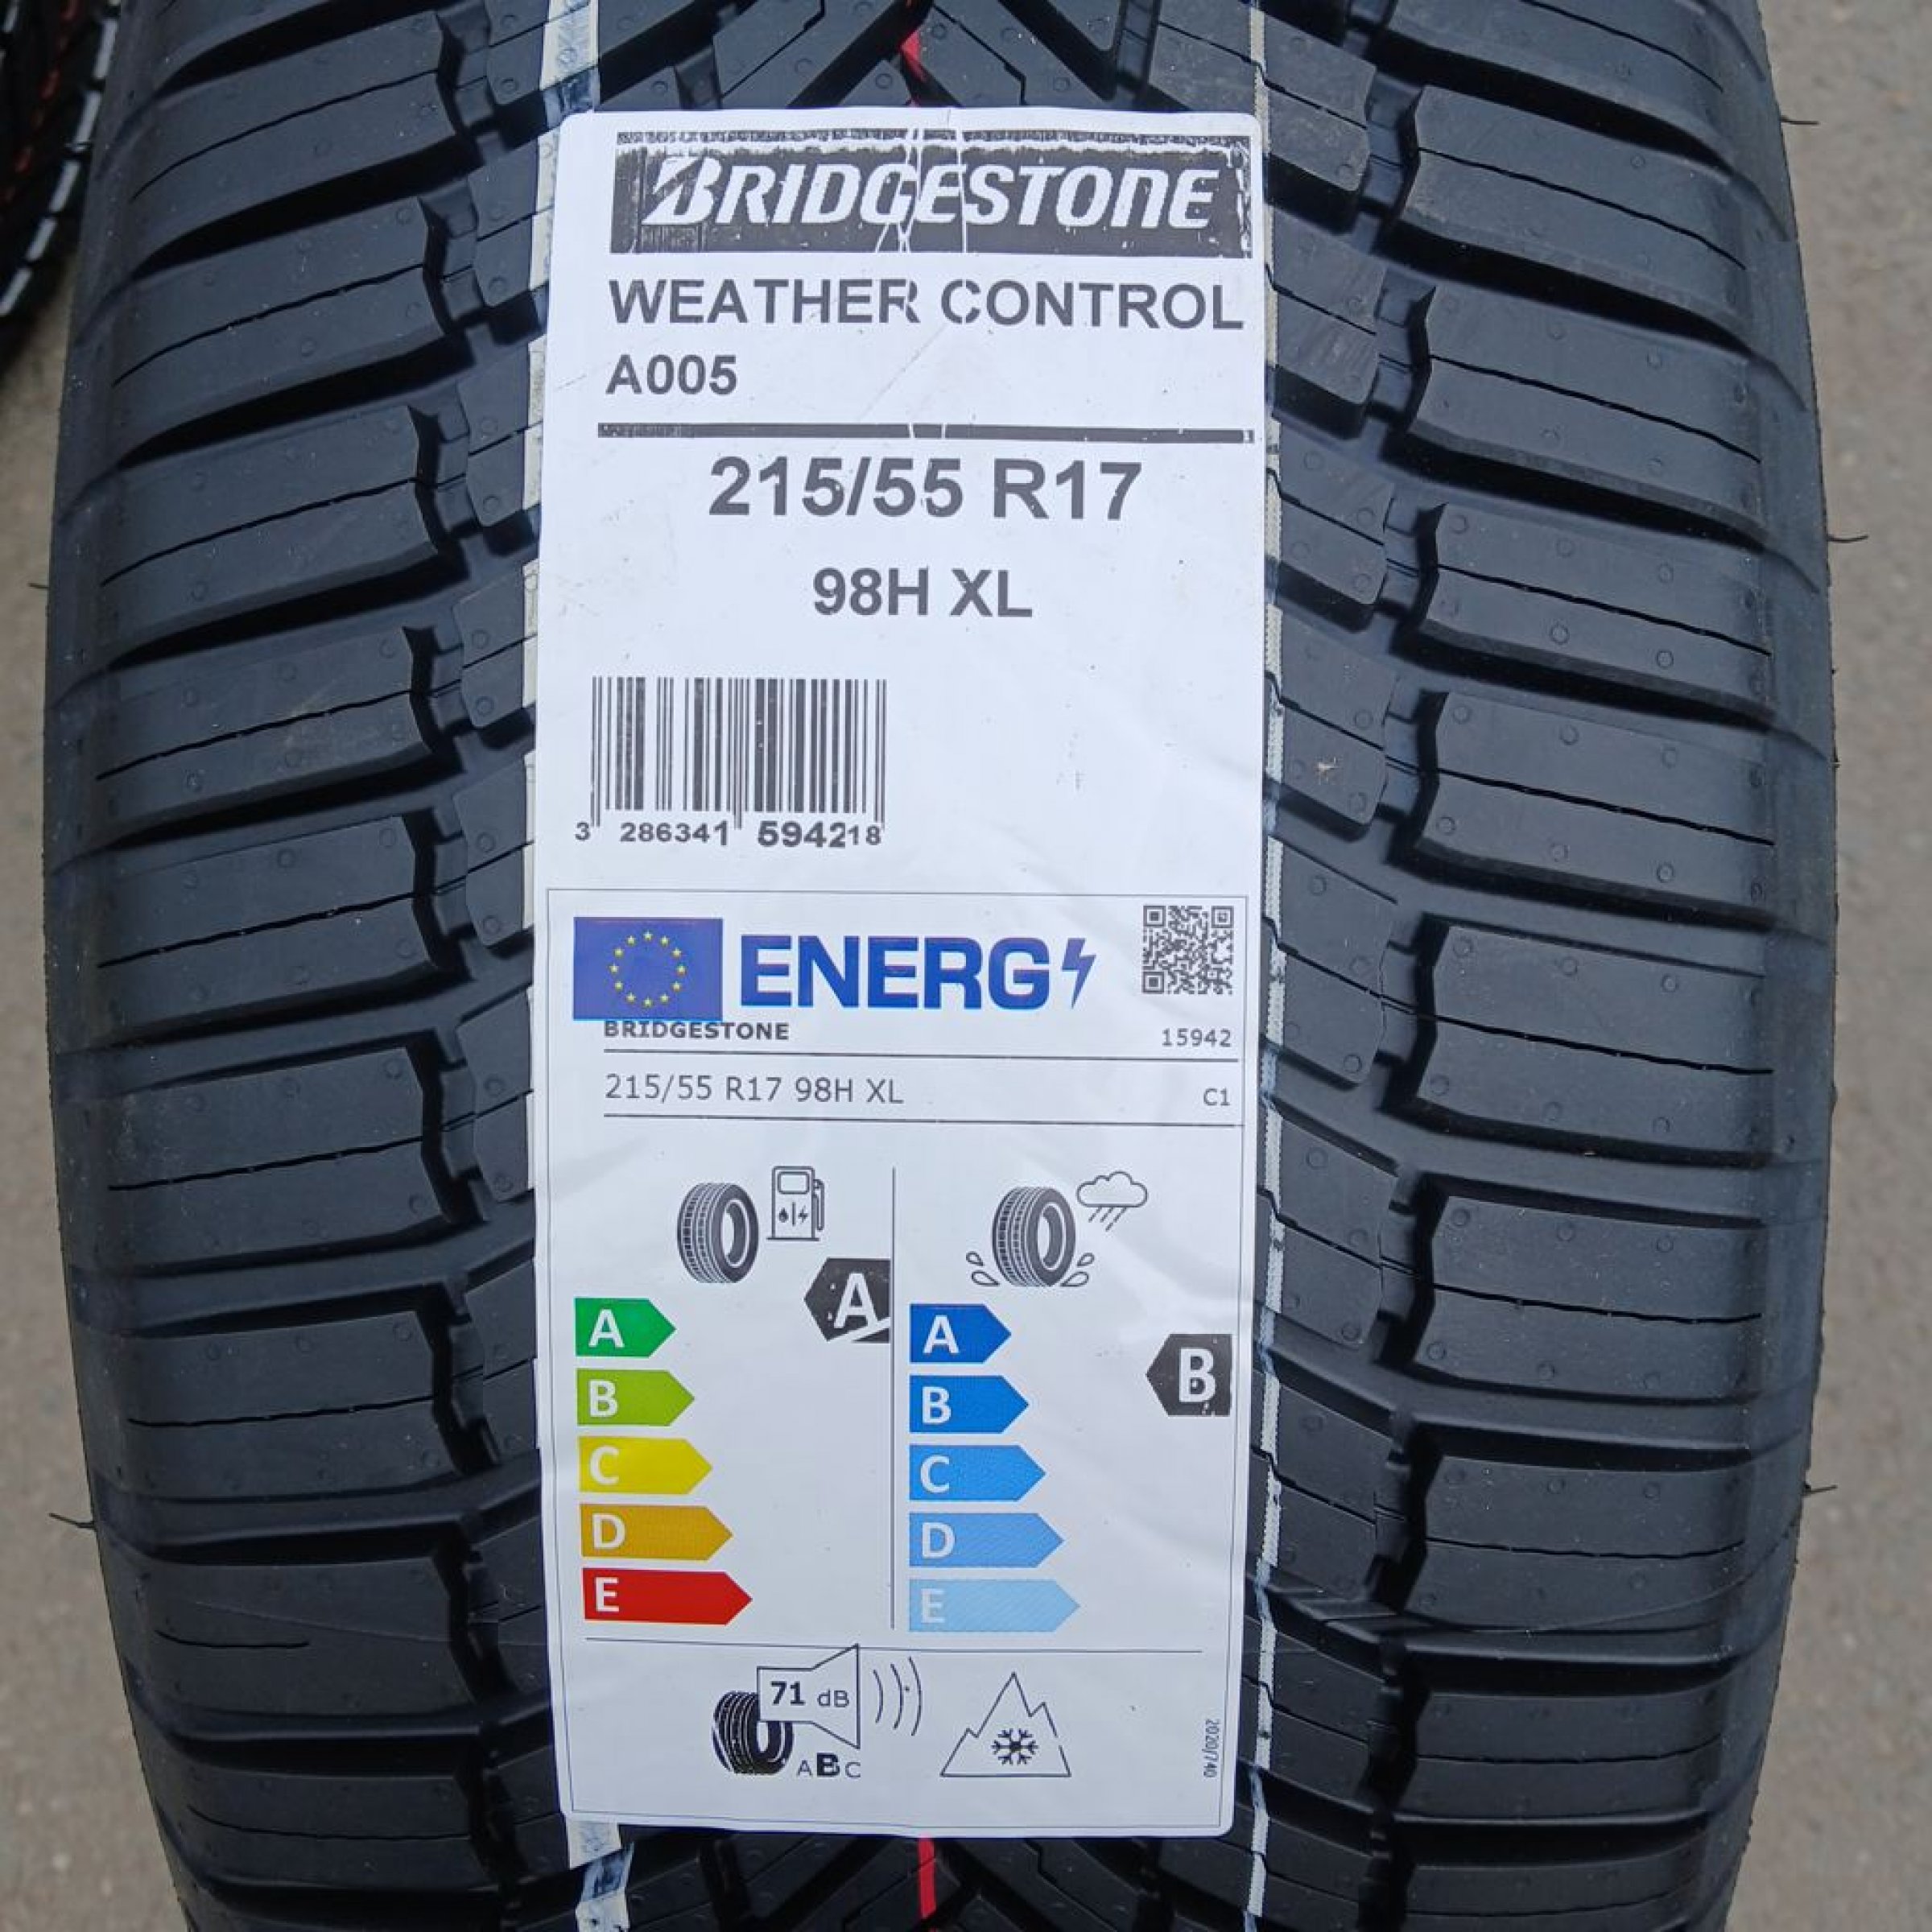 BRIDGESTONE
WEATHER CONTROL
A005
215/55 R17
98H XL
3 286341 594218
ENERG
BRIDGESTONE 15942
215/55 R17 98H XL C1
A B
A A
B B
C C
D D
E E
71 dB
ABC
2020/740